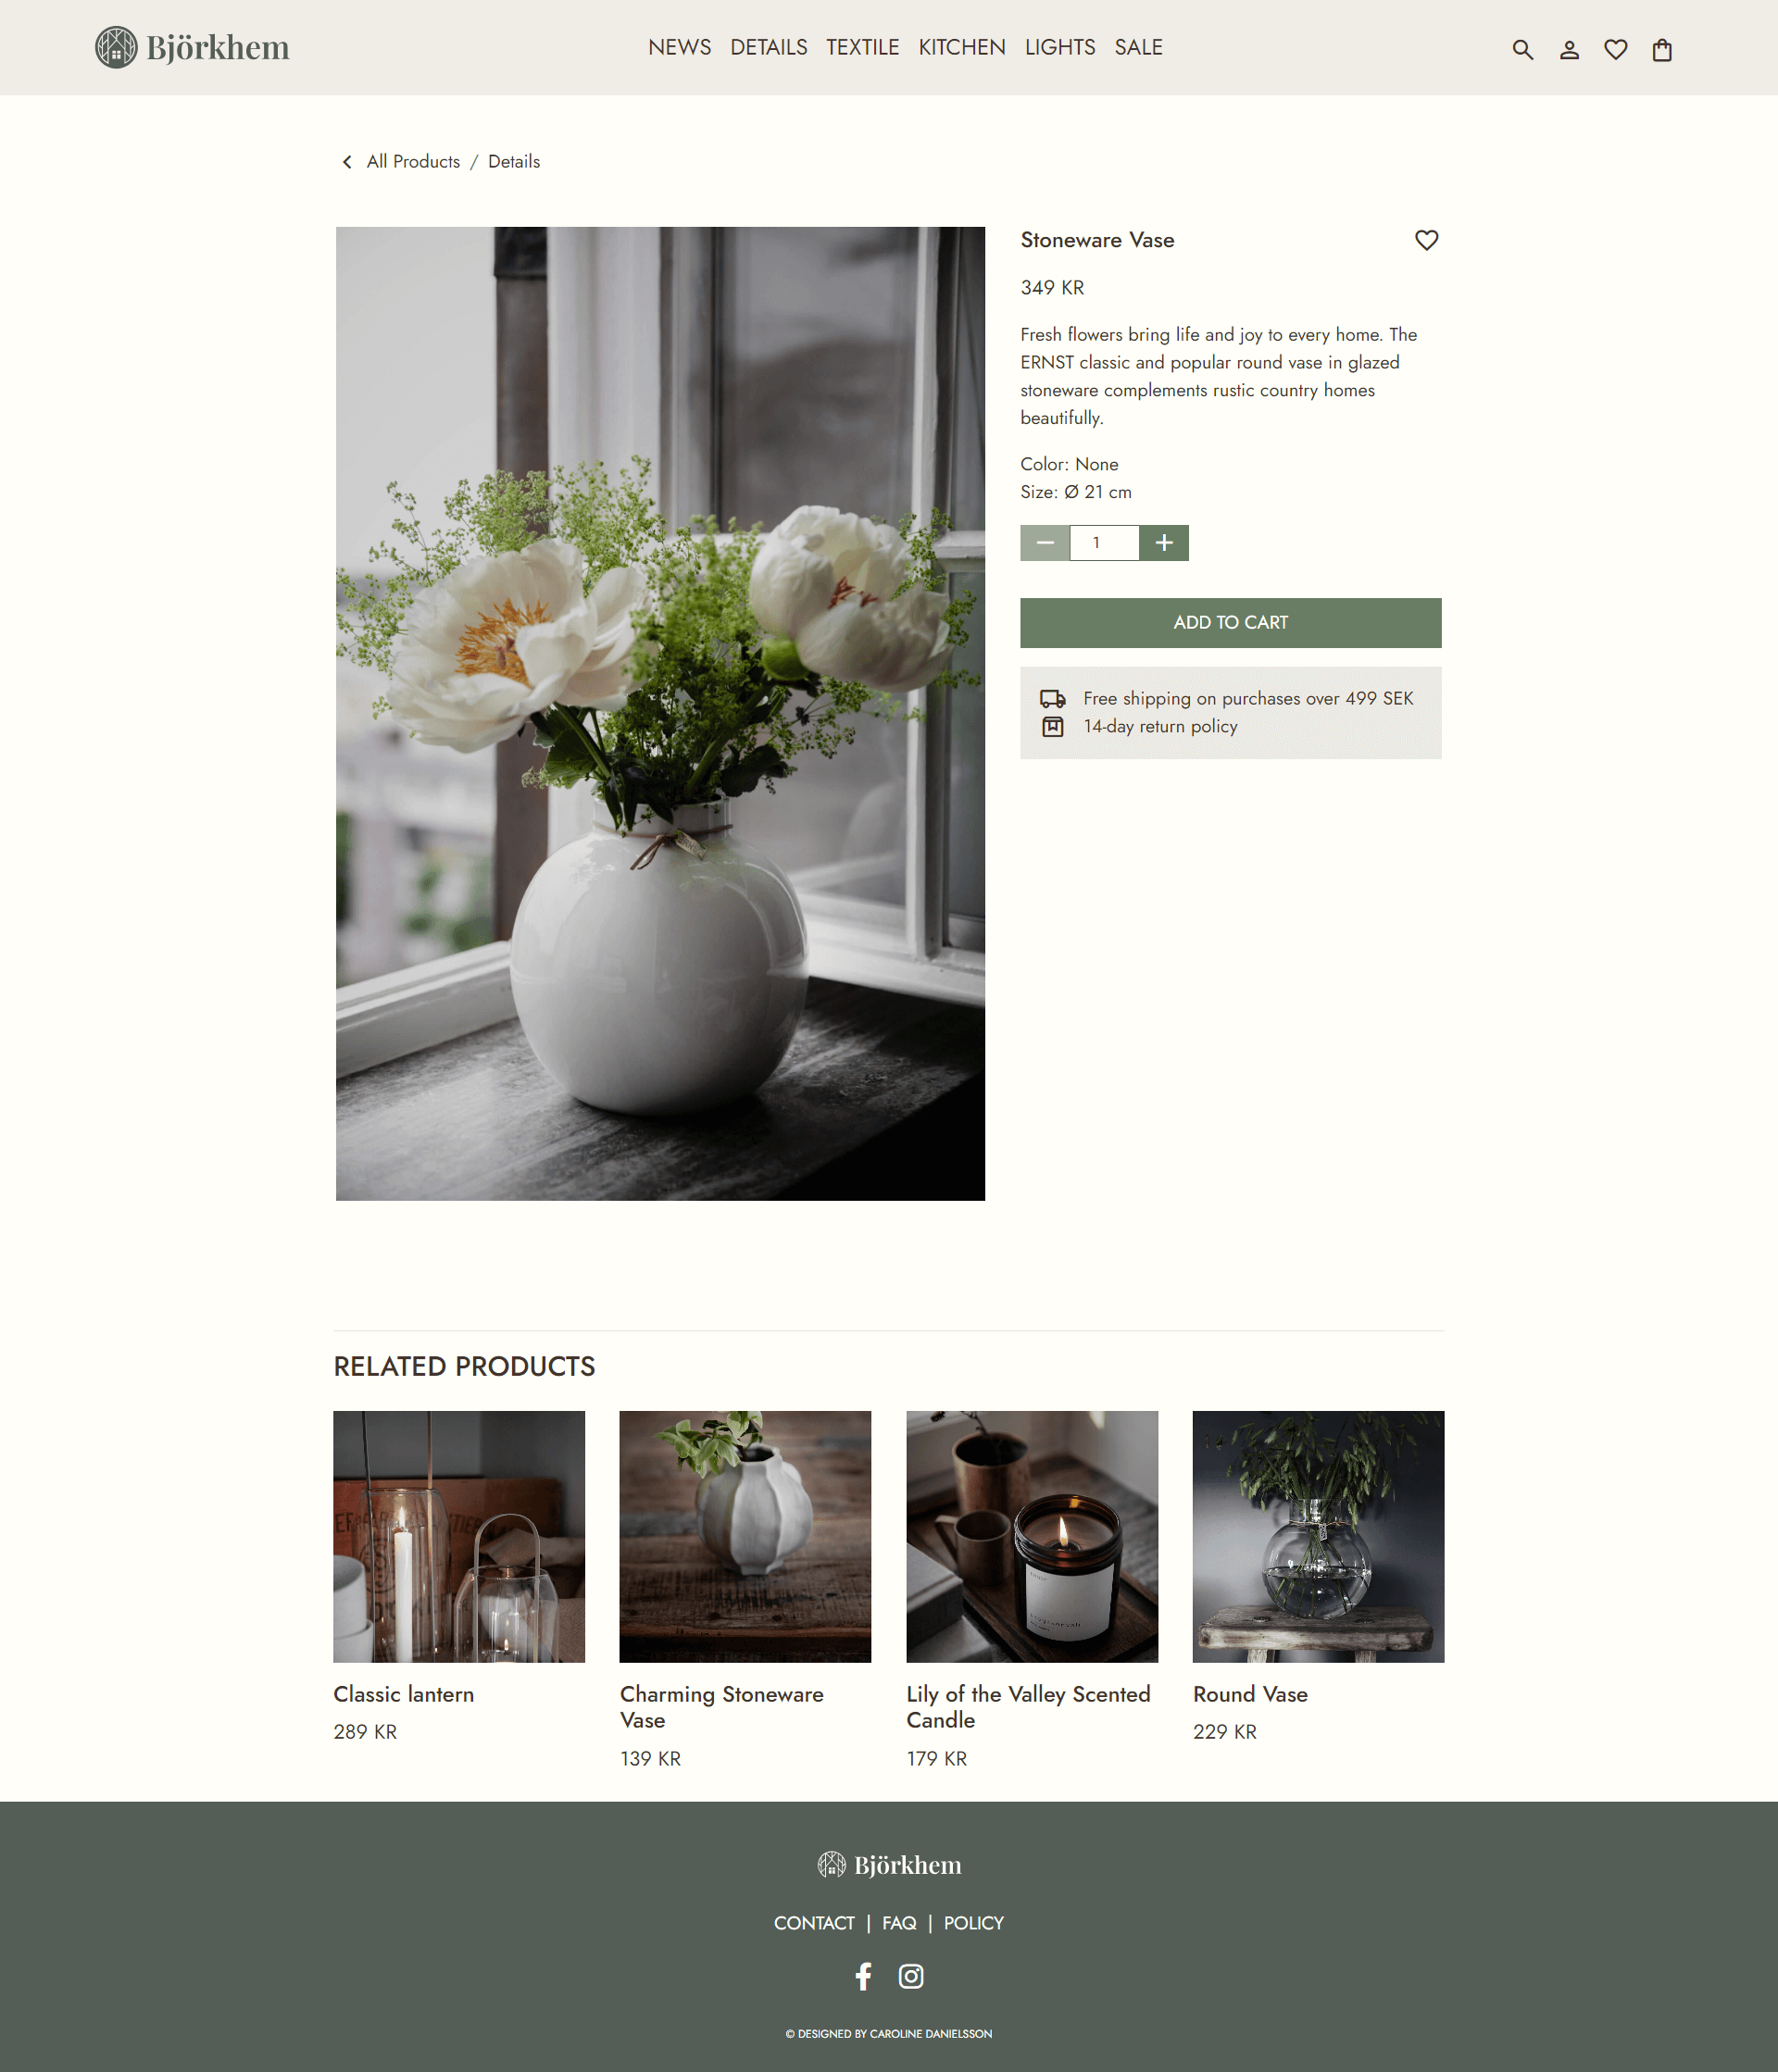 Björkhem
NEWS DETAILS TEXTILE KITCHEN LIGHTS SALE
All Products / Details
Stoneware Vase
349 KR
Fresh flowers bring life and joy to every home. The
ERNST classic and popular round vase in glazed
stoneware complements rustic country homes
beautifully.
Color: None
Size: Ø 21 cm
1
ADD TO CART
Free shipping on purchases over 499 SEK
14-day return policy
RELATED PRODUCTS
Classic lantern
289 KR
Charming Stoneware
Vase
139 KR
Lily of the Valley Scented
Candle
179 KR
Round Vase
229 KR
Björkhem
CONTACT | FAQ | POLICY
© DESIGNED BY CAROLINE DANIELSSON